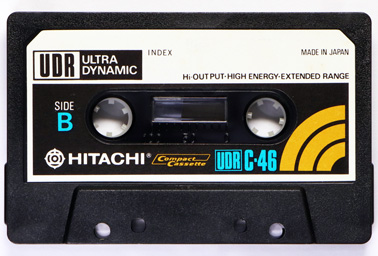 UDR ULTRA DYNAMIC
INDEX
MADE IN JAPAN
Hi-OUTPUT·HIGH ENERGY·EXTENDED RANGE
SIDE
B
HITACHI®
Compact Cassette
UDR C-46